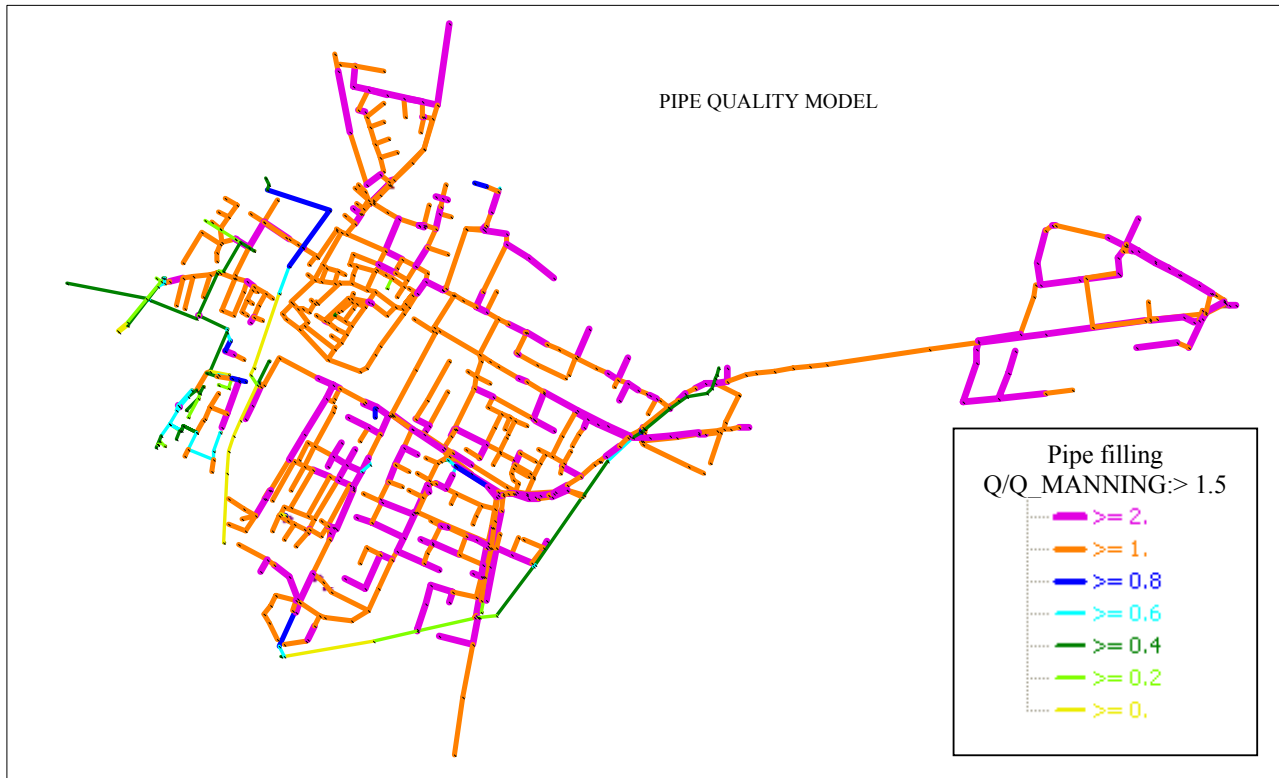 PIPE QUALITY MODEL
Pipe filling
Q/Q_MANNING:> 1.5
>= 2.
>= 1.
>= 0.8
>= 0.6
>= 0.4
>= 0.2
>= 0.